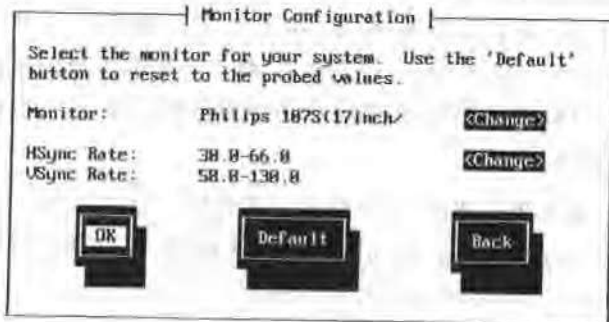 Monitor Configuration
Select the monitor for your system. Use the 'Default'
button to reset to the probed values.
Monitor: Philips 107S(17inch/ <Change>
HSync Rate: 30.0-66.0 <Change>
VSync Rate: 50.0-130.0
OK Default Back